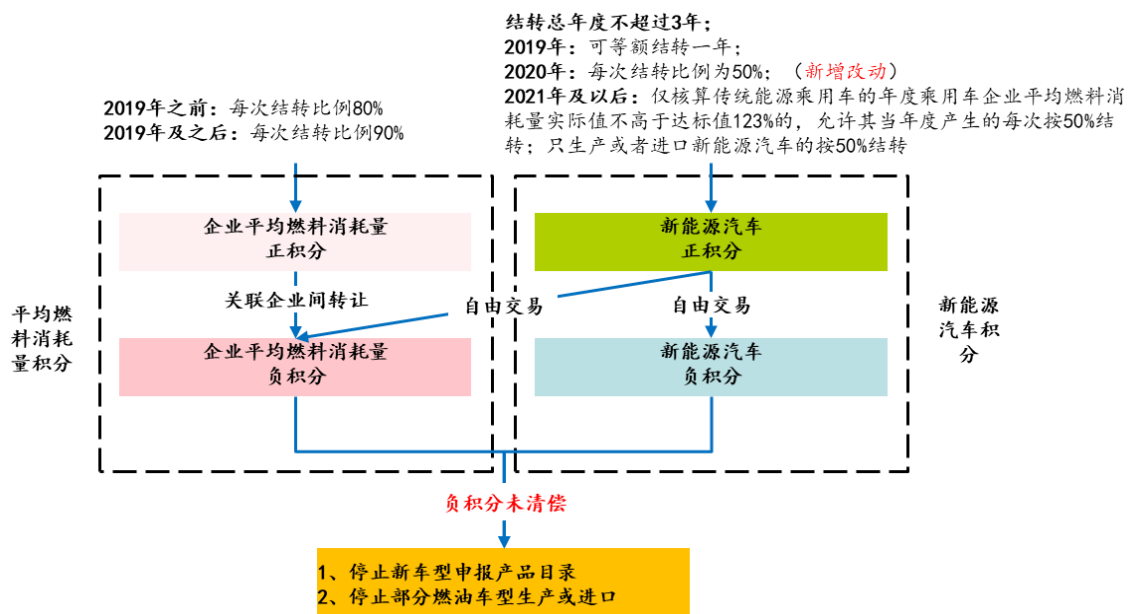 结转总年度不超过3年；
2019年：可等额结转一年；
2020年：每次结转比例为50%；（新增改动）
2021年及以后：仅核算传统能源乘用车的年度乘用车企业平均燃料消
耗量实际值不高于达标值123%的，允许其当年度产生的每次按50%结
转；只生产或者进口新能源汽车的按50%结转
2019年之前：每次结转比例80%
2019年及之后：每次结转比例90%
企业平均燃料消耗量
正积分
新能源汽车
正积分
关联企业间转让
自由交易
自由交易
平均燃
料消耗
量积分
新能源
汽车积
分
企业平均燃料消耗量
负积分
新能源汽车
负积分
负积分未清偿
1、停止新车型申报产品目录
2、停止部分燃油车型生产或进口